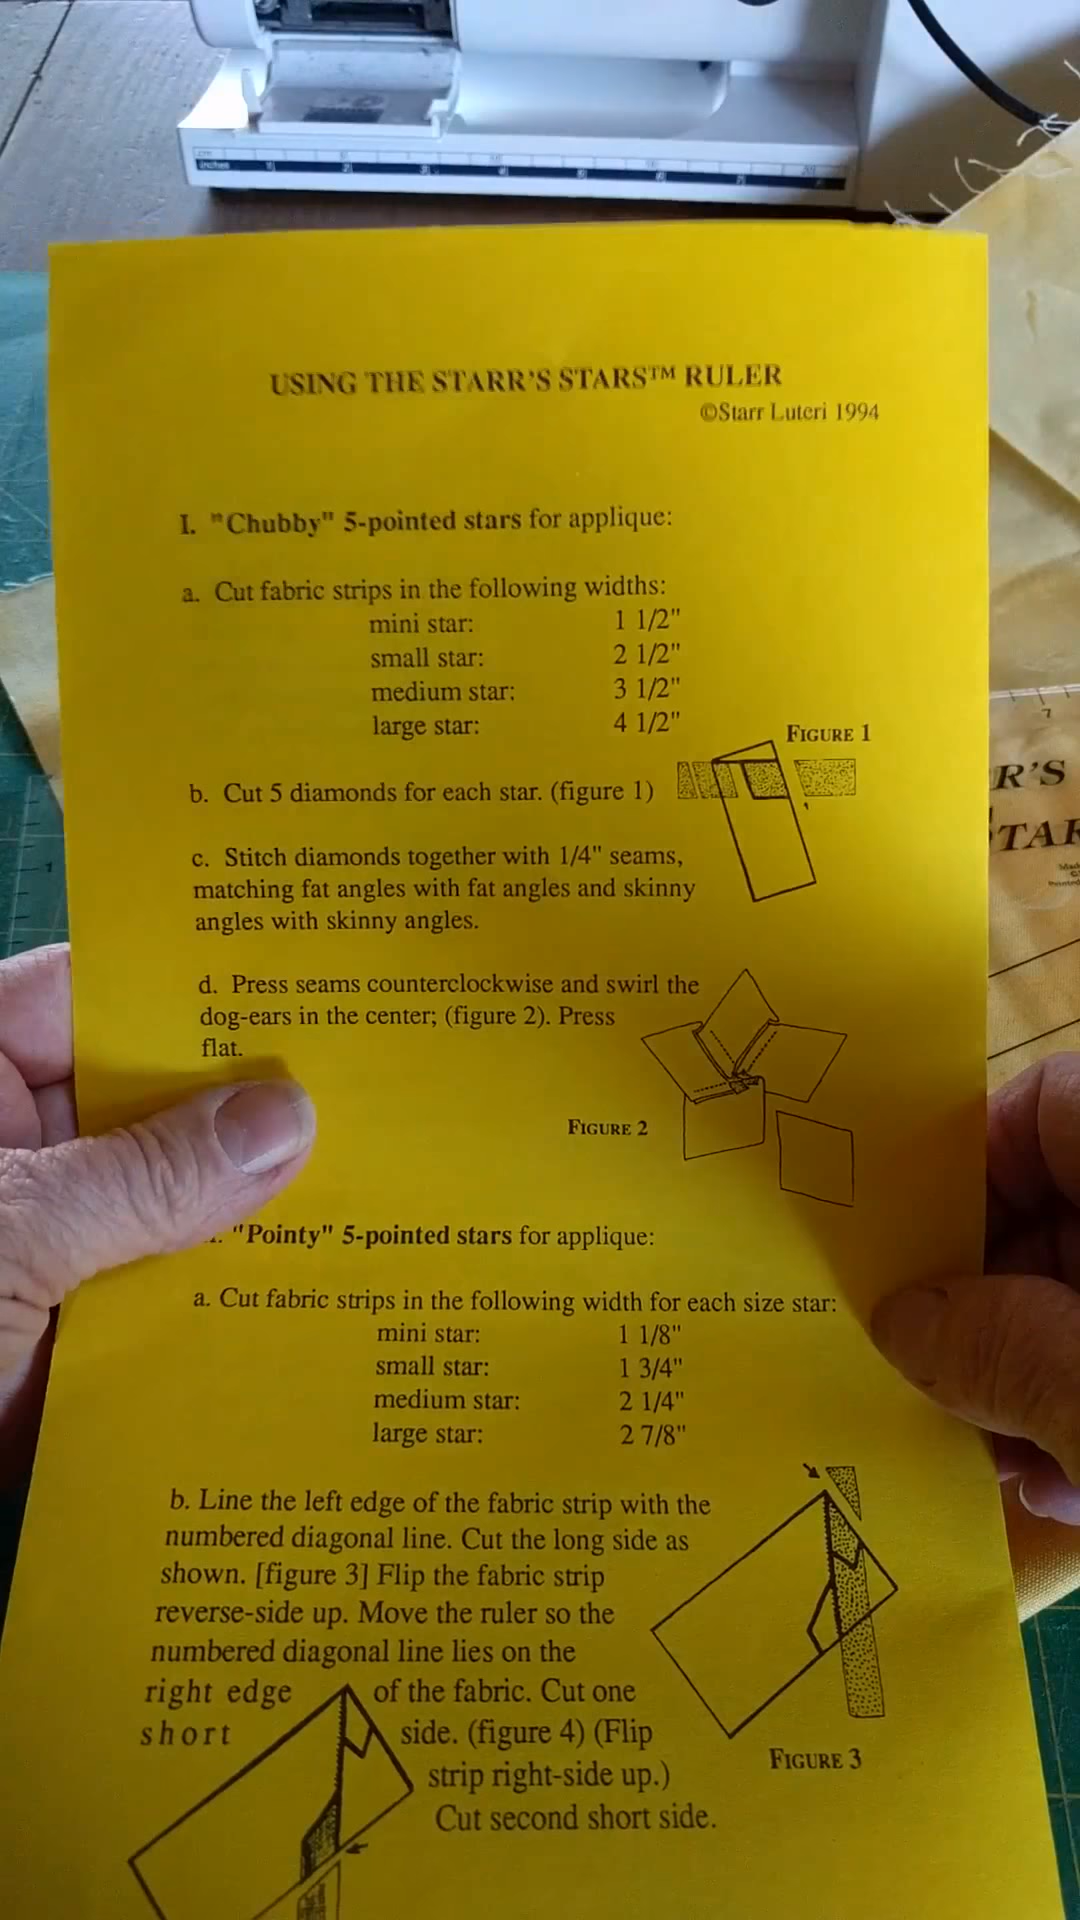 cm
inches
USING THE STARR'S STARS™ RULER
©Starr Luteri 1994
I. "Chubby" 5-pointed stars for applique:
a. Cut fabric strips in the following widths:
mini star: 1 1/2"
small star: 2 1/2"
medium star: 3 1/2"
large star: 4 1/2"
FIGURE 1
b. Cut 5 diamonds for each star. (figure 1)
c. Stitch diamonds together with 1/4" seams,
matching fat angles with fat angles and skinny
angles with skinny angles.
d. Press seams counterclockwise and swirl the
dog-ears in the center; (figure 2). Press
flat.
FIGURE 2
"Pointy" 5-pointed stars for applique:
a. Cut fabric strips in the following width for each size star:
mini star: 1 1/8"
small star: 1 3/4"
medium star: 2 1/4"
large star: 2 7/8"
b. Line the left edge of the fabric strip with the
numbered diagonal line. Cut the long side as
shown. [figure 3] Flip the fabric strip
reverse-side up. Move the ruler so the
numbered diagonal line lies on the
right edge of the fabric. Cut one
short side. (figure 4) (Flip
strip right-side up.)
Cut second short side.
FIGURE 3
7
R'S
STAR
1